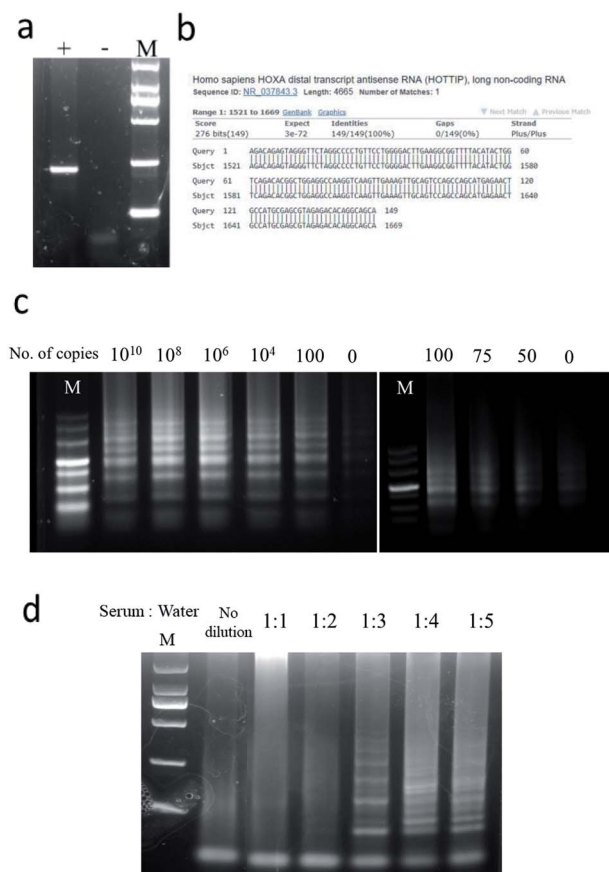 a
+ - M
b
Homo sapiens HOXA distal transcript antisense RNA (HOTTIP), long non-coding RNA
Sequence ID: NR_037843.3 Length: 4665 Number of Matches: 1
Range 1: 1521 to 1669 GenBank Graphics Next Match Previous Match
Score Expect Identities Gaps Strand
276 bits(149) 3e-72 149/149(100%) 0/149(0%) Plus/Plus
Query 1 AGACAGAGTAGGGTTCTAGGCCCCTGTTCCTGGGGACTTGAAGGCGGTTTTACATACTGG 60
Sbjct 1521 AGACAGAGTAGGGTTCTAGGCCCCTGTTCCTGGGGACTTGAAGGCGGTTTTACATACTGG 1580
Query 61 TCAGACACGGCTGGAGGCCAAGGTCAAGTTGAAAGTTGCAGTCCAGCCAGCATGAGAACT 120
Sbjct 1581 TCAGACACGGCTGGAGGCCAAGGTCAAGTTGAAAGTTGCAGTCCAGCCAGCATGAGAACT 1640
Query 121 GCCATGCGAGCGTAGAGACACAGGCAGCA 149
Sbjct 1641 GCCATGCGAGCGTAGAGACACAGGCAGCA 1669
c
No. of copies 10¹⁰ 10⁸ 10⁶ 10⁴ 100 0 100 75 50 0
M M
d
Serum : Water No dilution 1:1 1:2 1:3 1:4 1:5
M